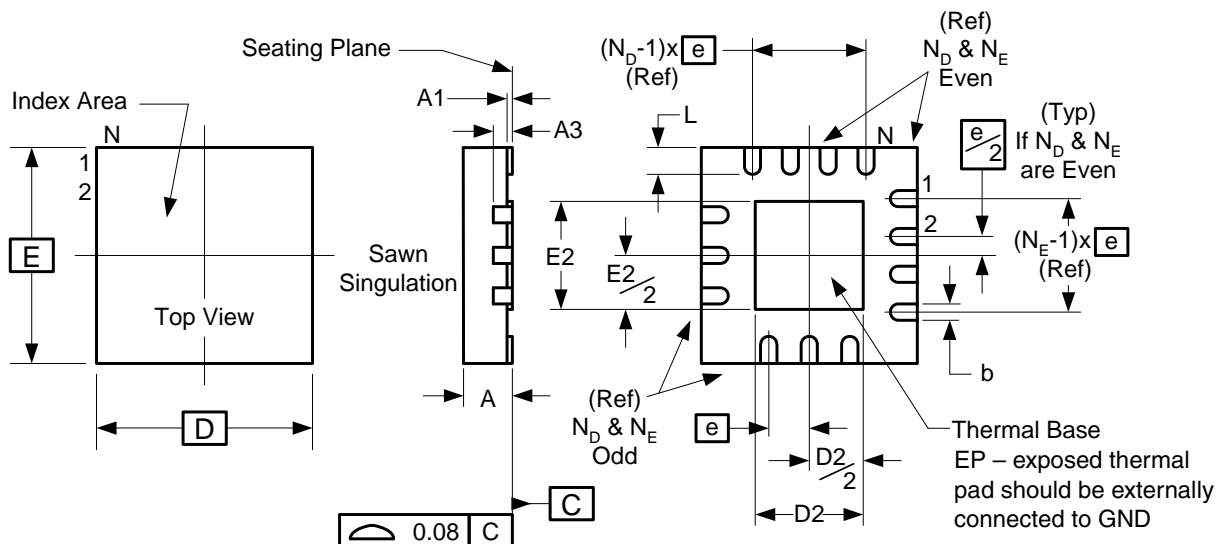 Seating Plane
Index Area
N
1
2
E
Top View
D
A1
A3
Sawn
Singulation
A
C
0.08 C
(N_D-1)x e
(Ref)
(Ref)
N_D & N_E
Even
L
N
e/2
(Typ)
If N_D & N_E
are Even
1
2
(N_E-1)x e
(Ref)
E2
E2/2
b
(Ref)
N_D & N_E
Odd
e
D2/2
D2
Thermal Base
EP – exposed thermal
pad should be externally
connected to GND